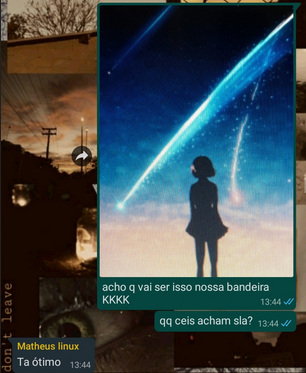 acho q vai ser isso nossa bandeira
KKKK
13:44
qq ceis acham sla? 13:44
don't leave
Matheus linux
Ta ótimo 13:44